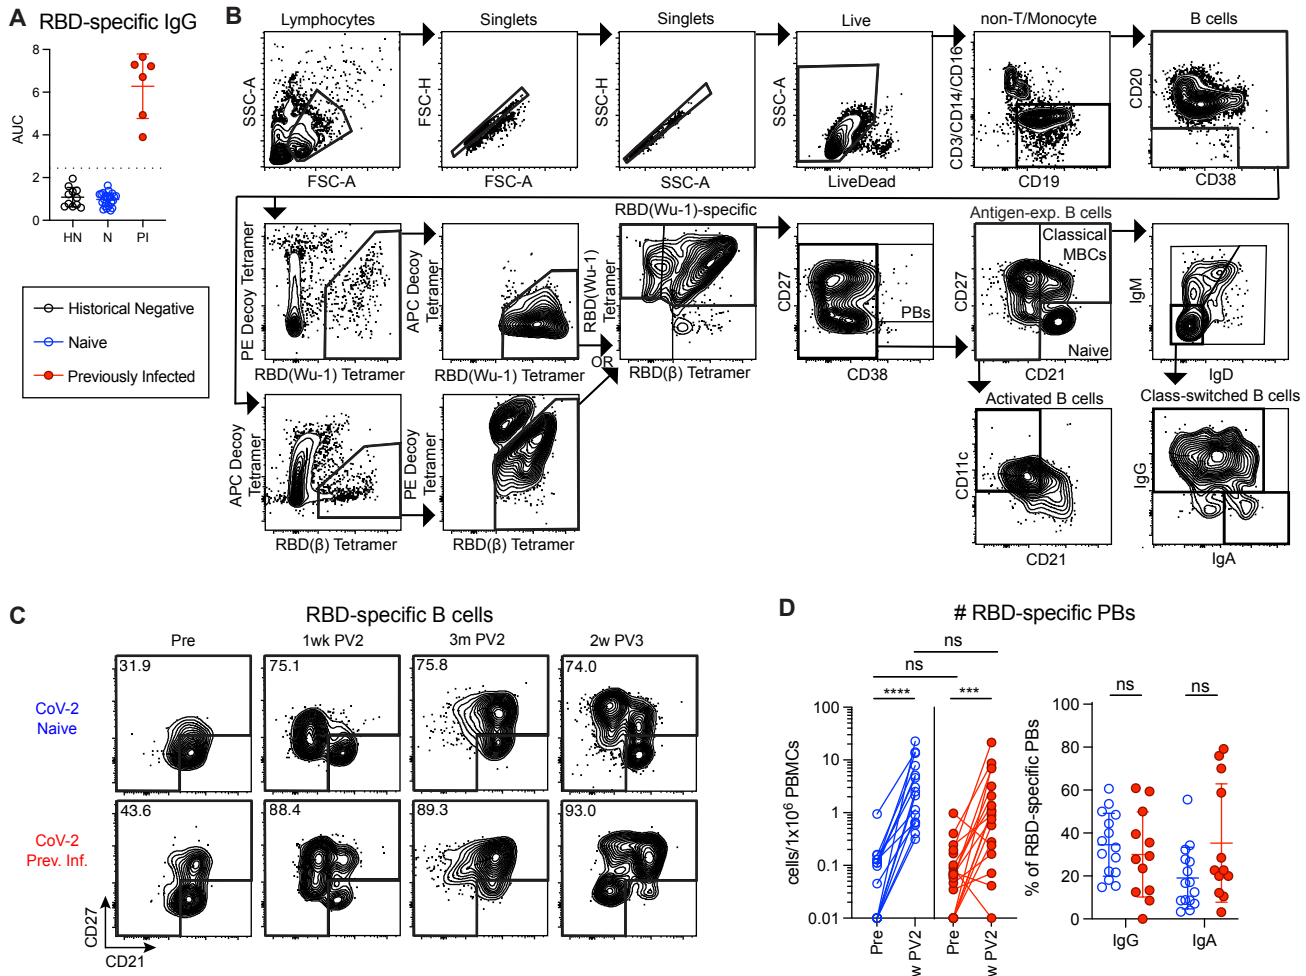 A
RBD-specific IgG
AUC
8
6
4
2
0
HN
N
PI
Historical Negative
Naive
Previously Infected
B
Lymphocytes
SSC-A
FSC-A
Singlets
FSC-H
FSC-A
Singlets
SSC-H
SSC-A
Live
SSC-A
LiveDead
non-T/Monocyte
CD3/CD14/CD16
CD19
B cells
CD20
CD38
PE Decoy Tetramer
RBD(Wu-1) Tetramer
APC Decoy
Tetramer
RBD(Wu-1) Tetramer
RBD(Wu-1)-specific
RBD(Wu-1)
Tetramer
OR
RBD(β) Tetramer
CD27
PBs
CD38
Antigen-exp. B cells
Classical
MBCs
CD27
Naive
CD21
IgM
IgD
APC Decoy
Tetramer
RBD(β) Tetramer
PE Decoy
Tetramer
RBD(β) Tetramer
Activated B cells
CD11c
CD21
Class-switched B cells
IgG
IgA
C
RBD-specific B cells
Pre
1wk PV2
3m PV2
2w PV3
CoV-2
Naive
31.9
75.1
75.8
74.0
CoV-2
Prev. Inf.
43.6
88.4
89.3
93.0
CD27
CD21
D
# RBD-specific PBs
ns
ns
****
***
cells/1x10⁶ PBMCs
100
10
1
0.1
0.01
Pre
w PV2
Pre
w PV2
ns
ns
% of RBD-specific PBs
100
80
60
40
20
0
IgG
IgA